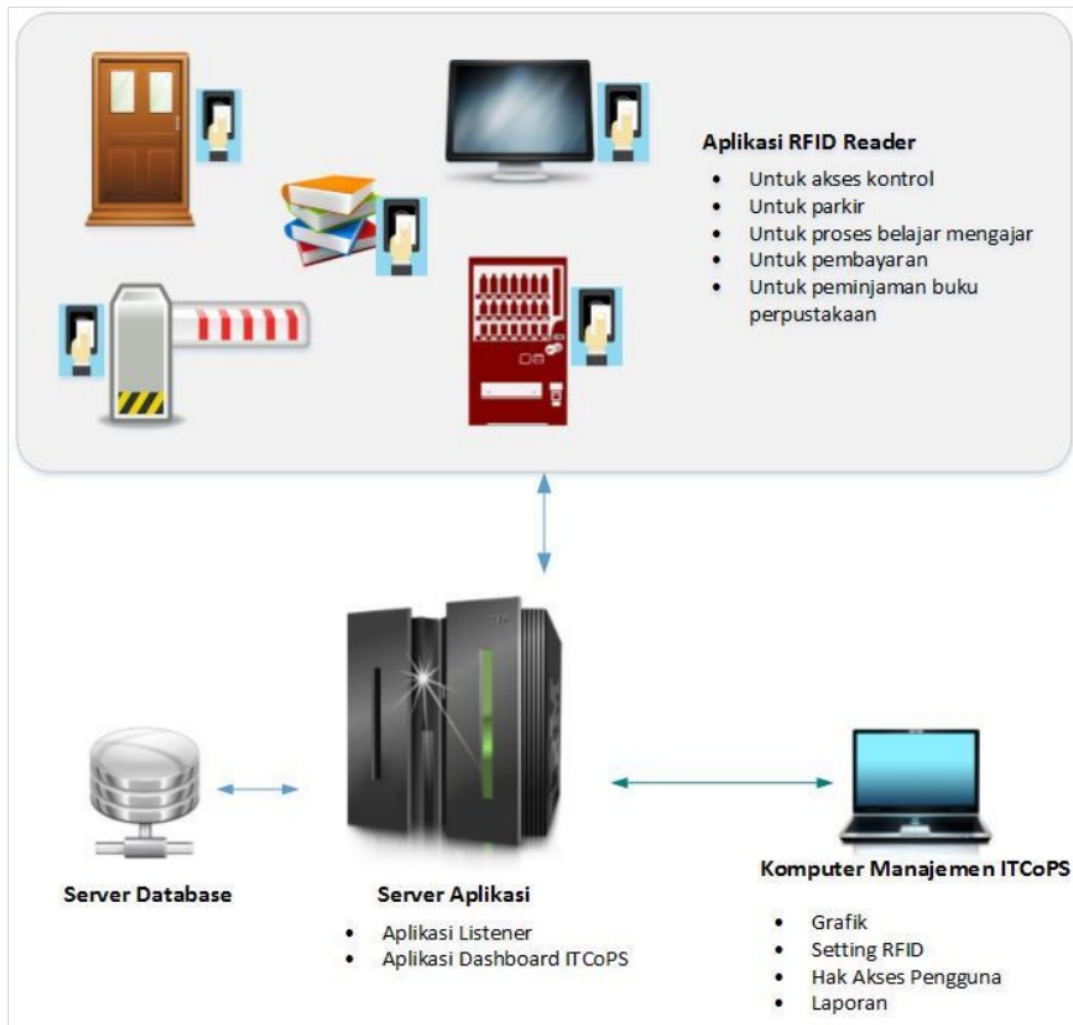 Aplikasi RFID Reader
• Untuk akses kontrol
• Untuk parkir
• Untuk proses belajar mengajar
• Untuk pembayaran
• Untuk peminjaman buku
perpustakaan
Server Database
Server Aplikasi
• Aplikasi Listener
• Aplikasi Dashboard ITCoPS
Komputer Manajemen ITCoPS
• Grafik
• Setting RFID
• Hak Akses Pengguna
• Laporan